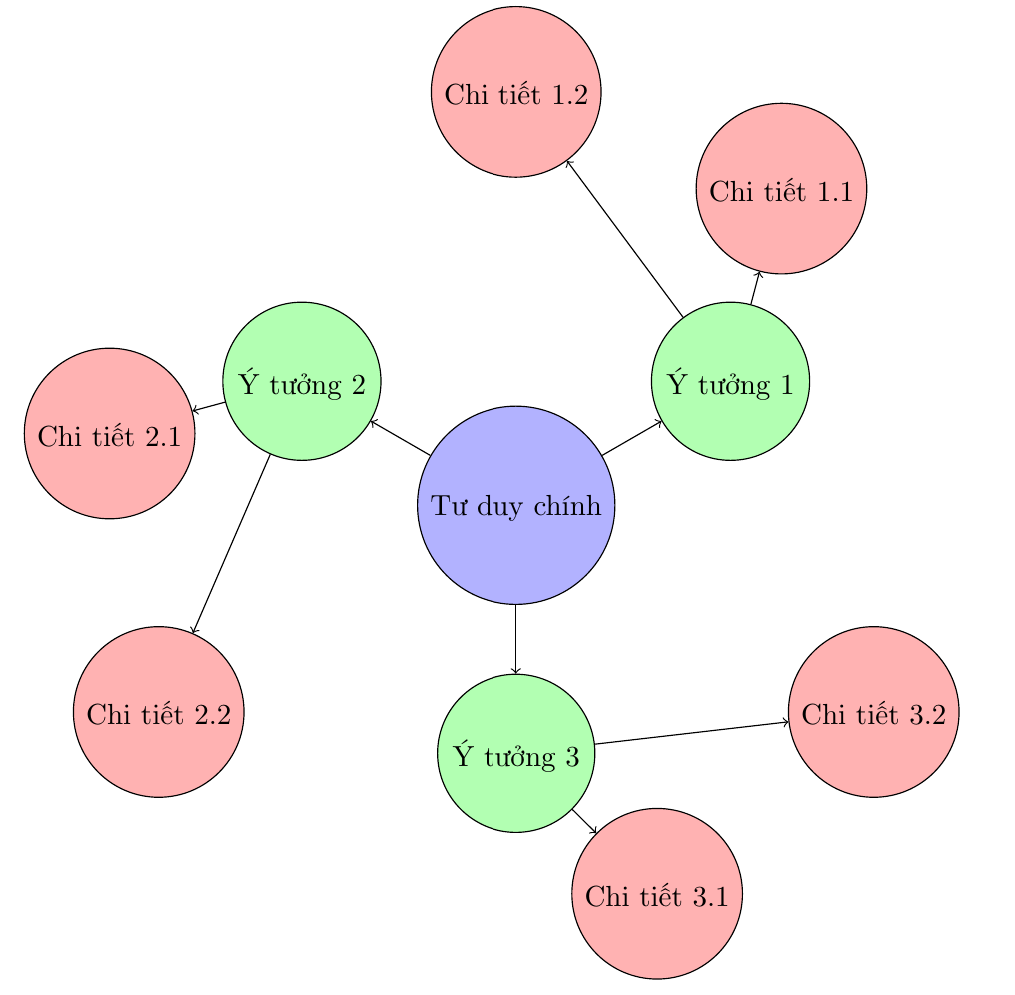 Chi tiết 1.2
Chi tiết 1.1
Ý tưởng 2
Ý tưởng 1
Chi tiết 2.1
Tư duy chính
Chi tiết 2.2
Chi tiết 3.2
Ý tưởng 3
Chi tiết 3.1